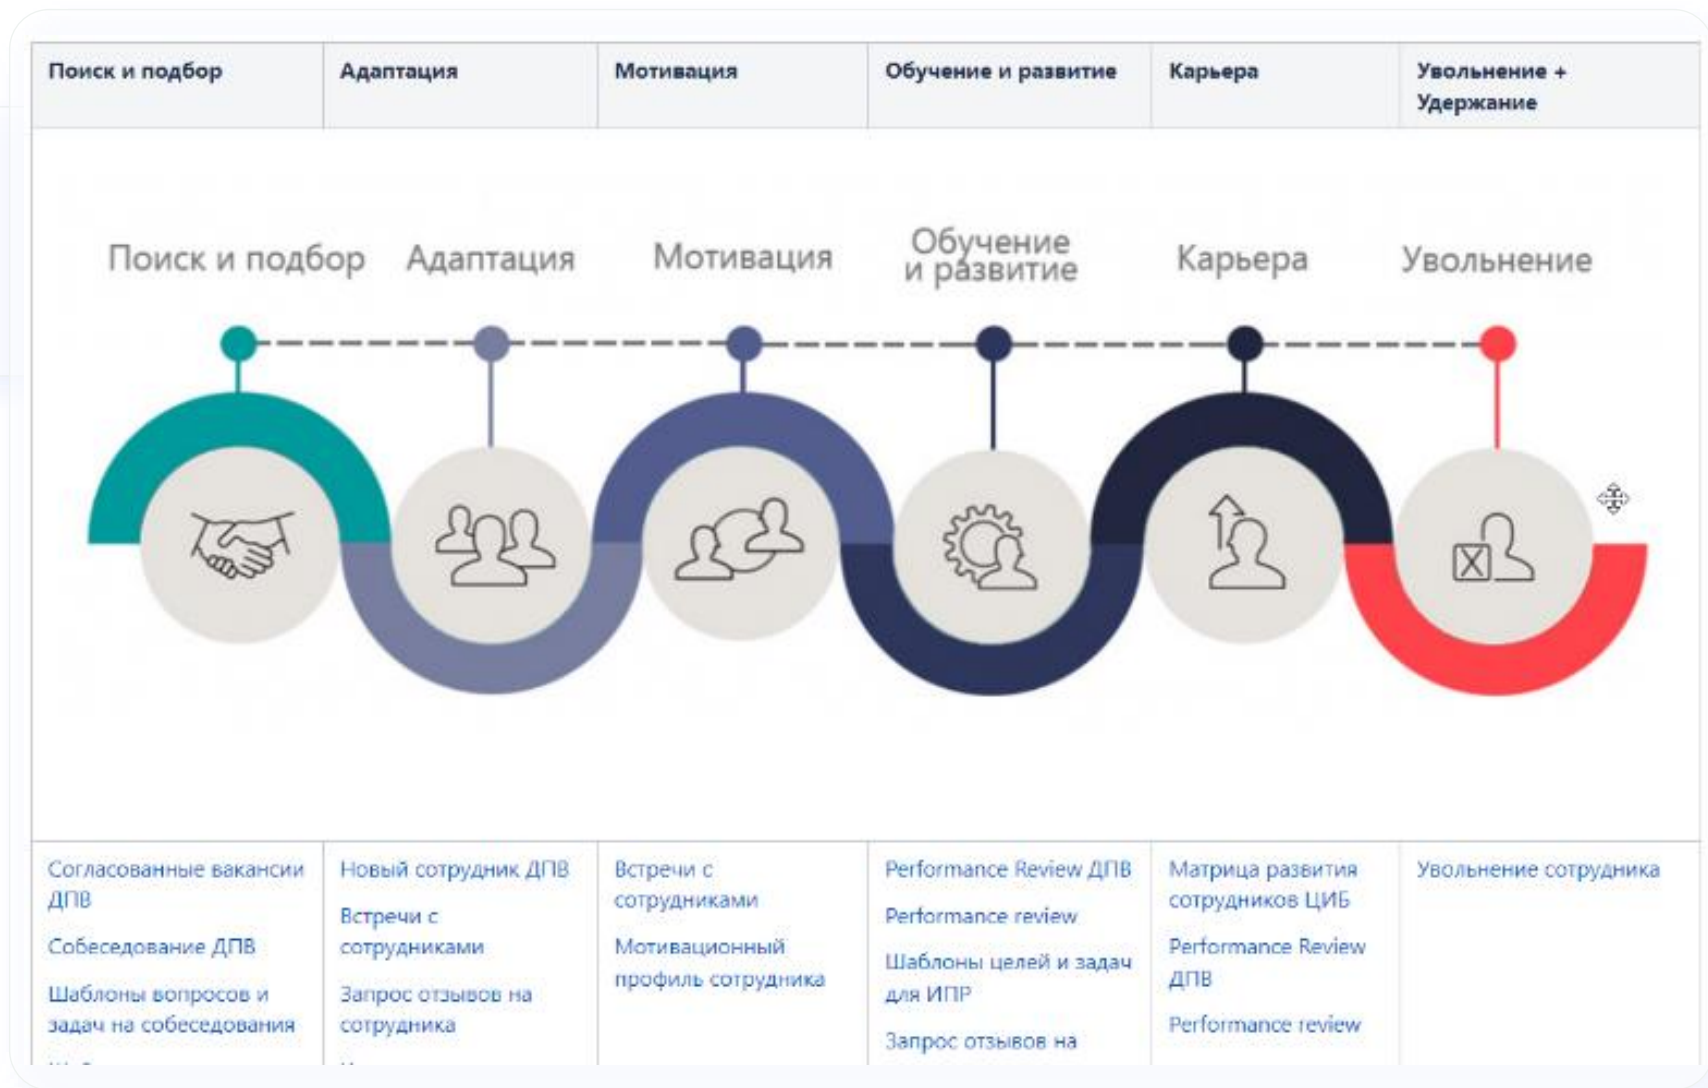 Поиск и подбор
Адаптация
Мотивация
Обучение и развитие
Карьера
Увольнение +
Удержание
Поиск и подбор
Адаптация
Мотивация
Обучение
и развитие
Карьера
Увольнение
X
Согласованные вакансии
ДПВ
Собеседование ДПВ
Шаблоны вопросов и
задач на собеседования
Новый сотрудник ДПВ
Встречи с
сотрудниками
Запрос отзывов на
сотрудника
Встречи с
сотрудниками
Мотивационный
профиль сотрудника
Performance Review ДПВ
Performance review
Шаблоны целей и задач
для ИПР
Запрос отзывов на
Матрица развития
сотрудников ЦИБ
Performance Review
ДПВ
Performance review
Увольнение сотрудника